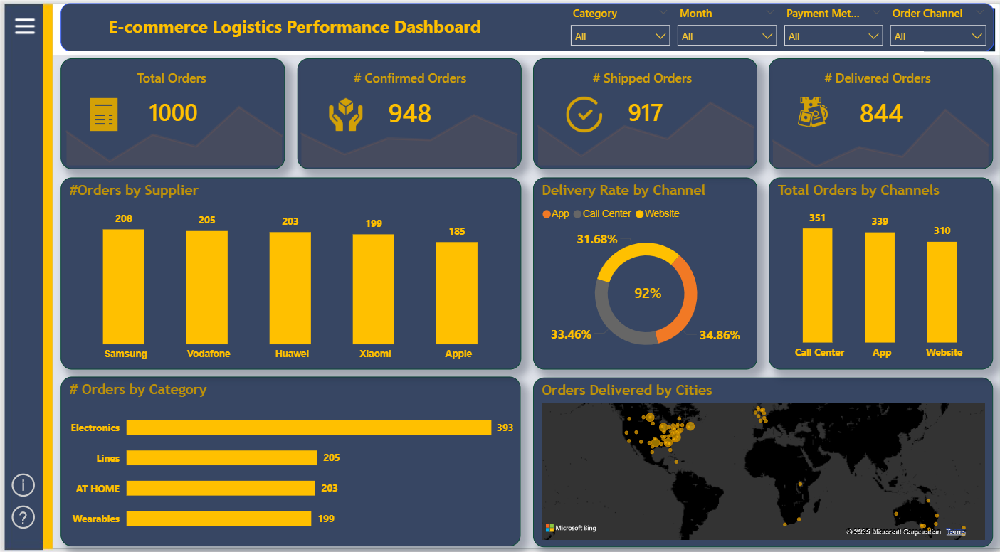 E-commerce Logistics Performance Dashboard
Category
Month
Payment Met...
Order Channel
All
All
All
All
Total Orders
1000
# Confirmed Orders
948
# Shipped Orders
917
# Delivered Orders
844
#Orders by Supplier
208
205
203
199
185
Samsung
Vodafone
Huawei
Xiaomi
Apple
Delivery Rate by Channel
App
Call Center
Website
31.68%
92%
33.46%
34.86%
Total Orders by Channels
351
339
310
Call Center
App
Website
# Orders by Category
Electronics
393
Lines
205
AT HOME
203
Wearables
199
Orders Delivered by Cities
Microsoft Bing
© 2025 Microsoft Corporation Terms
i
?